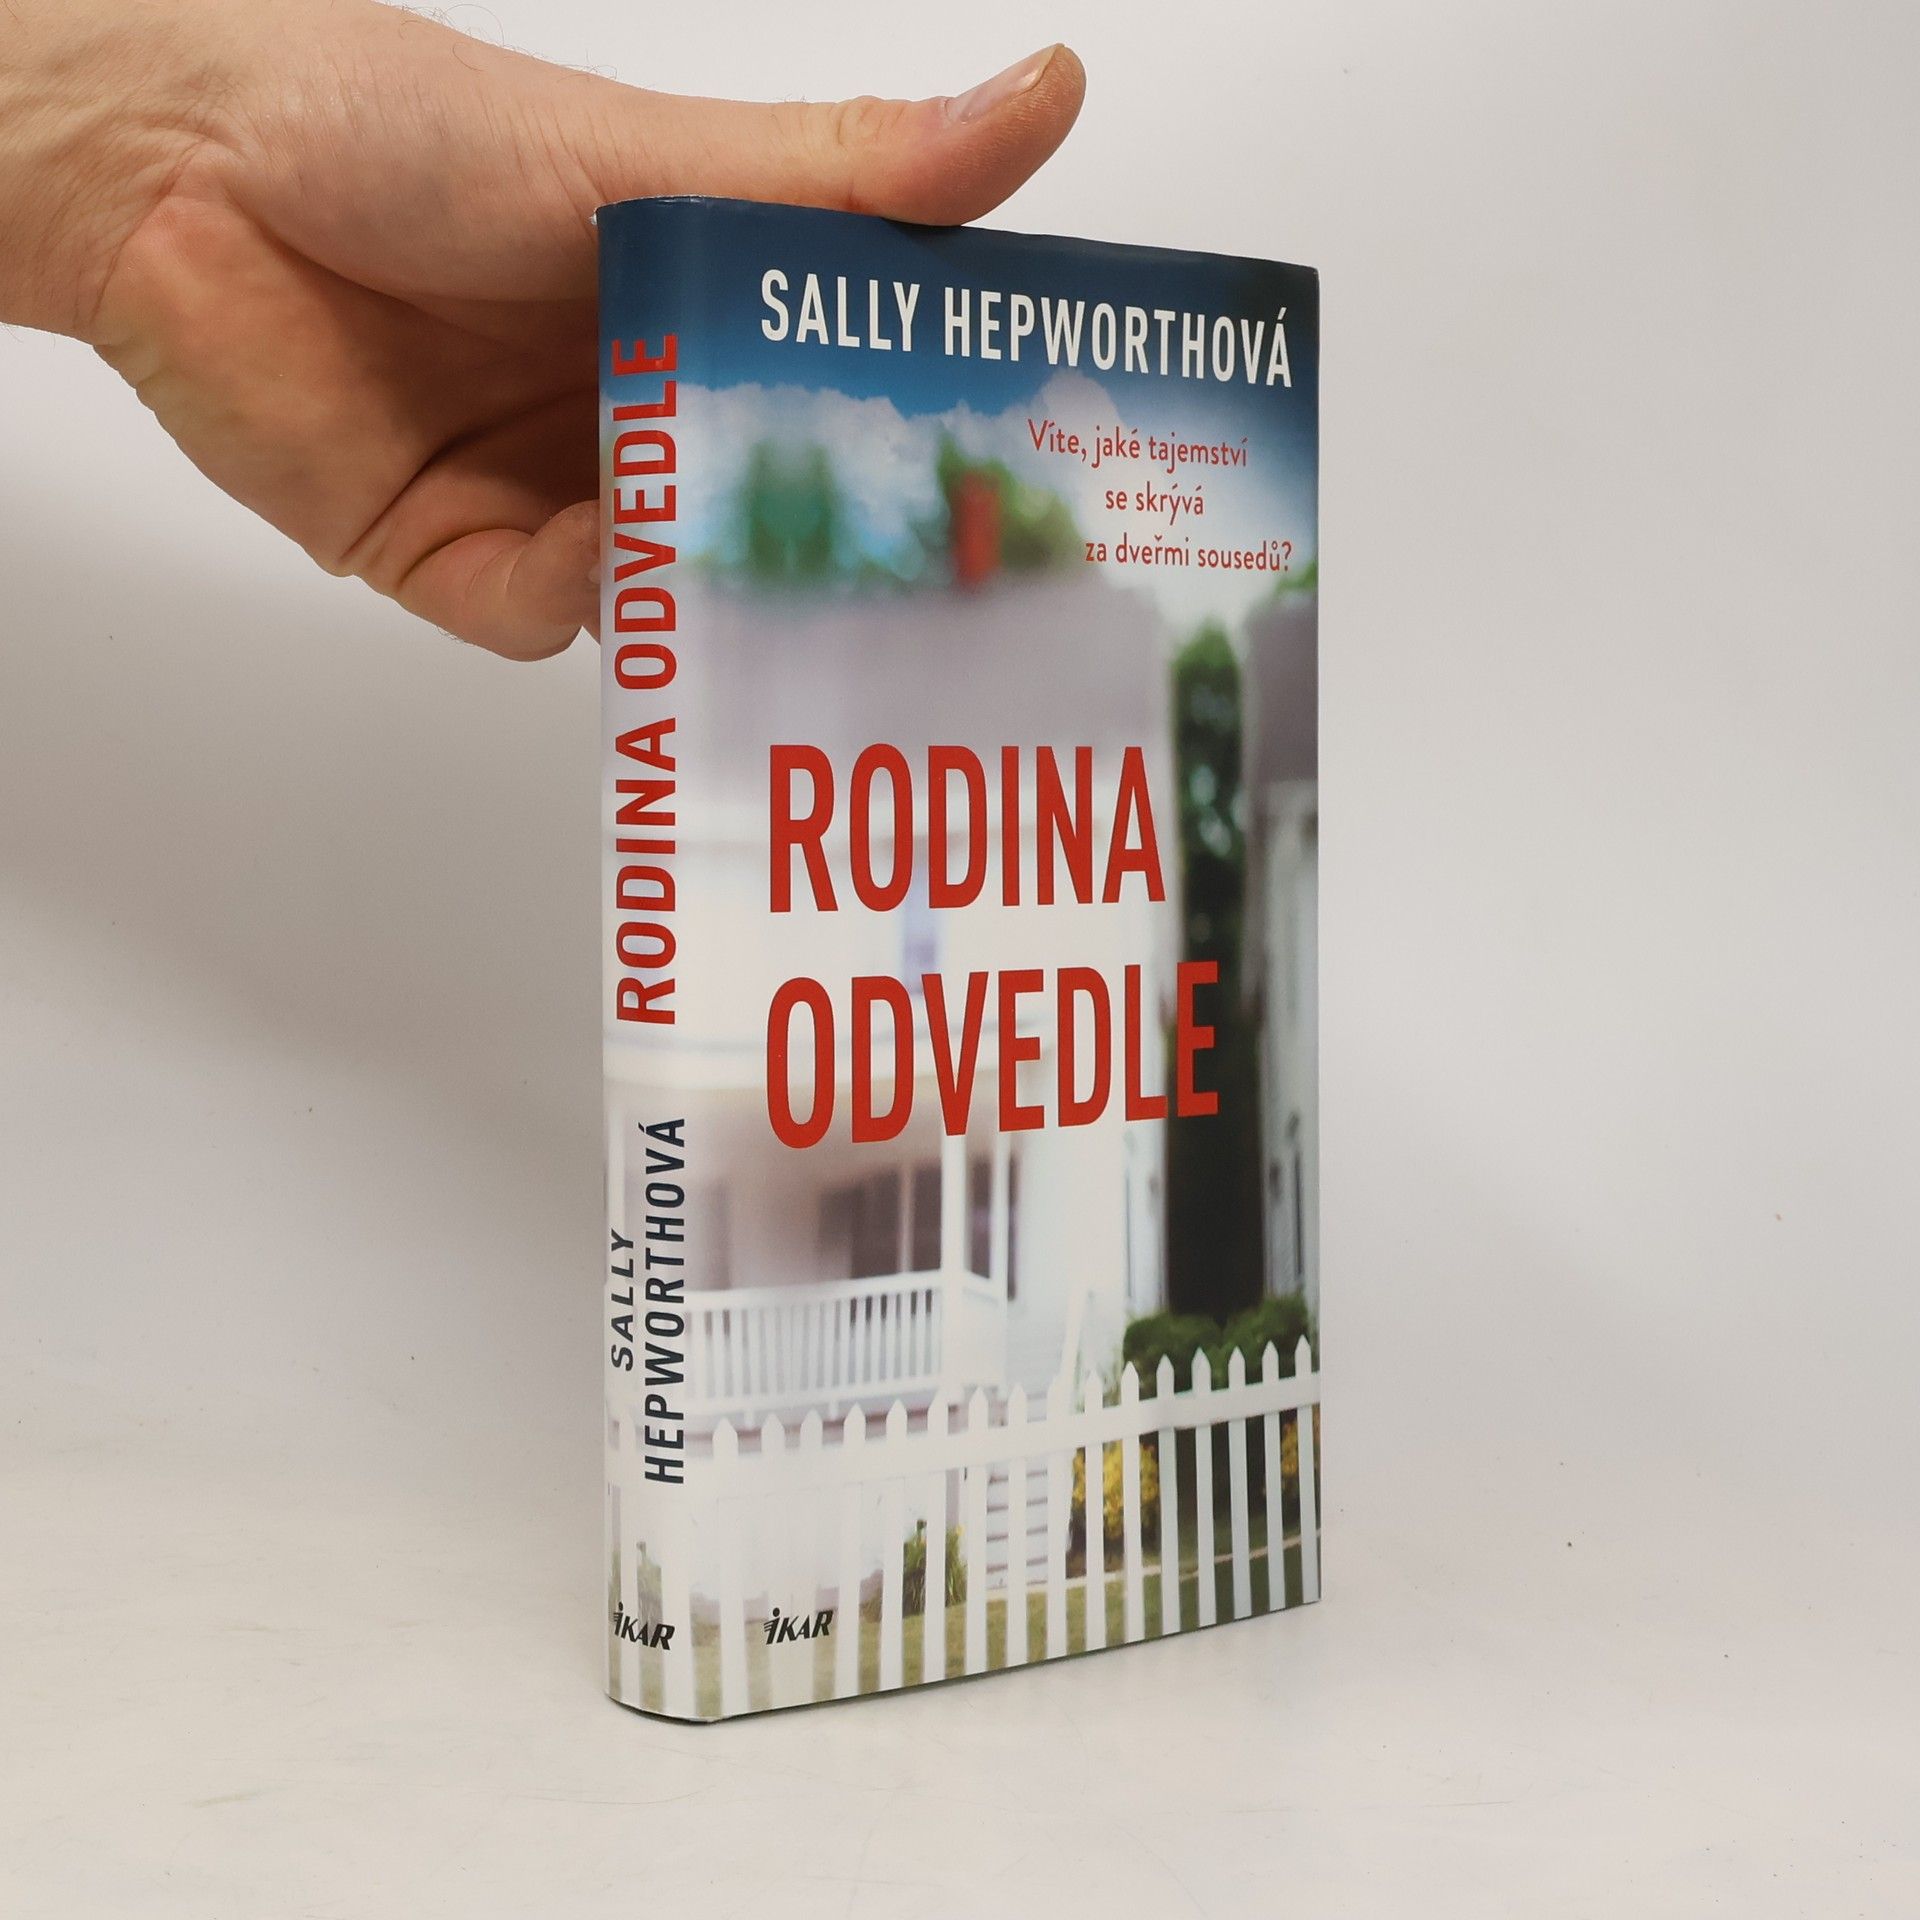 SALLY HEPWORTHOVÁ
Víte, jaké tajemství
se skrývá
za dveřmi sousedů?
RODINA
ODVEDLE
IKAR
RODINA ODVEDLE
SALLY
HEPWORTHOVÁ
IKAR